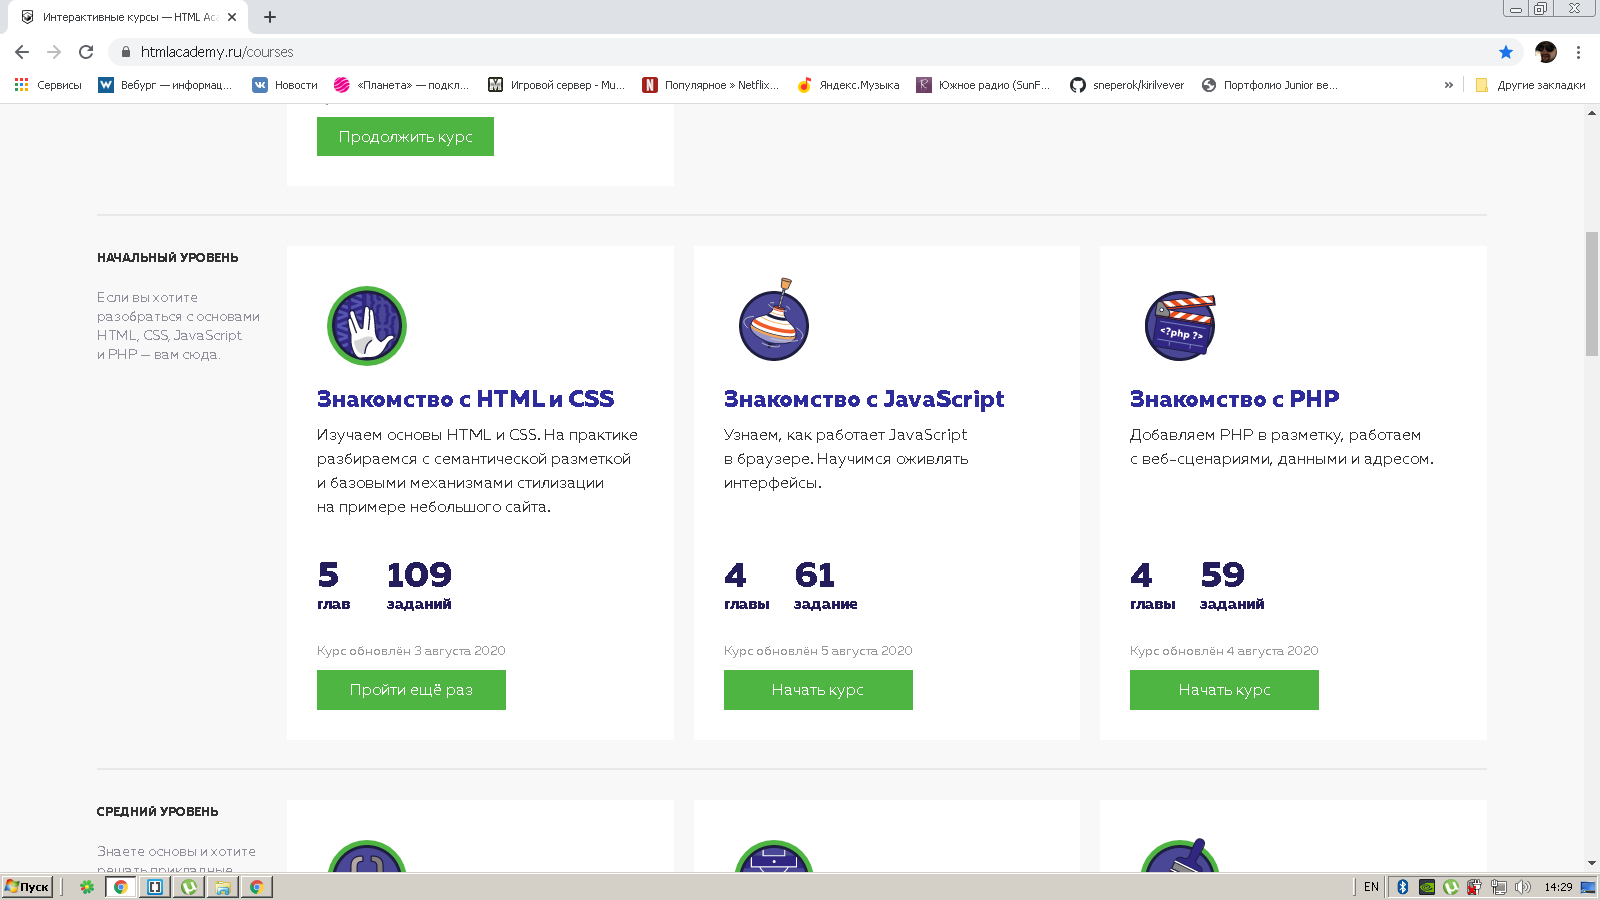 Интерактивные курсы — HTML Aca
htmlacademy.ru/courses
Сервисы
Вебург — информац...
Новости
«Планета» — подкл...
Игровой сервер - Mu...
Популярное » Netflix...
Яндекс.Музыка
Южное радио (SunF...
sneperok/kirilvever
Портфолио Junior ве...
»
Другие закладки
Продолжить курс
НАЧАЛЬНЫЙ УРОВЕНЬ
Если вы хотите
разобраться с основами
HTML, CSS, JavaScript
и PHP — вам сюда.
Знакомство с HTML и CSS
Изучаем основы HTML и CSS. На практике
разбираемся с семантической разметкой
и базовыми механизмами стилизации
на примере небольшого сайта.
5 109
глав заданий
Курс обновлён 3 августа 2020
Пройти ещё раз
Знакомство с JavaScript
Узнаем, как работает JavaScript
в браузере. Научимся оживлять
интерфейсы.
4 61
главы задание
Курс обновлён 5 августа 2020
Начать курс
<?php ?>
Знакомство с PHP
Добавляем PHP в разметку, работаем
с веб-сценариями, данными и адресом.
4 59
главы заданий
Курс обновлён 4 августа 2020
Начать курс
СРЕДНИЙ УРОВЕНЬ
Знаете основы и хотите
решать прикладные
Пуск
EN
14:29